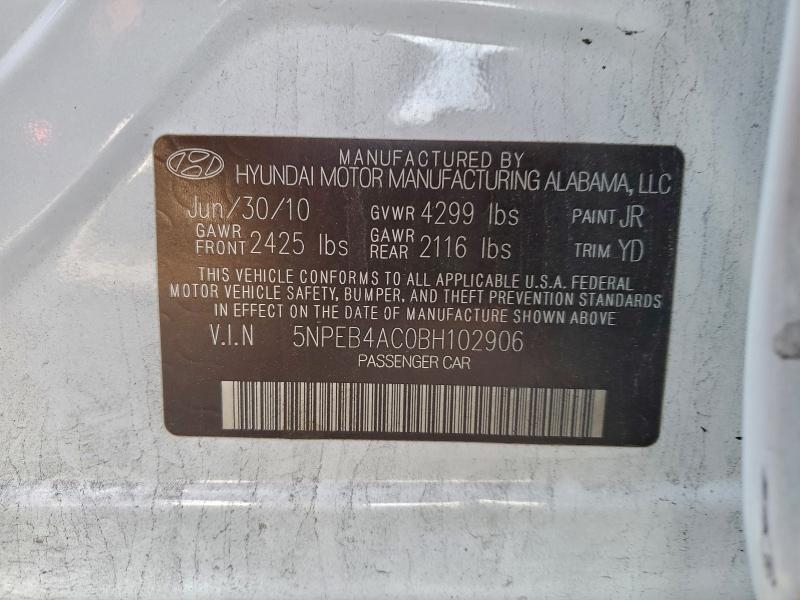 MANUFACTURED BY
HYUNDAI MOTOR MANUFACTURING ALABAMA, LLC
Jun/30/10 GVWR 4299 lbs PAINT JR
GAWR FRONT 2425 lbs GAWR REAR 2116 lbs TRIM YD
THIS VEHICLE CONFORMS TO ALL APPLICABLE U.S.A. FEDERAL
MOTOR VEHICLE SAFETY, BUMPER, AND THEFT PREVENTION STANDARDS
IN EFFECT ON THE DATE OF MANUFACTURE SHOWN ABOVE.
V.I.N 5NPEB4AC0BH102906
PASSENGER CAR